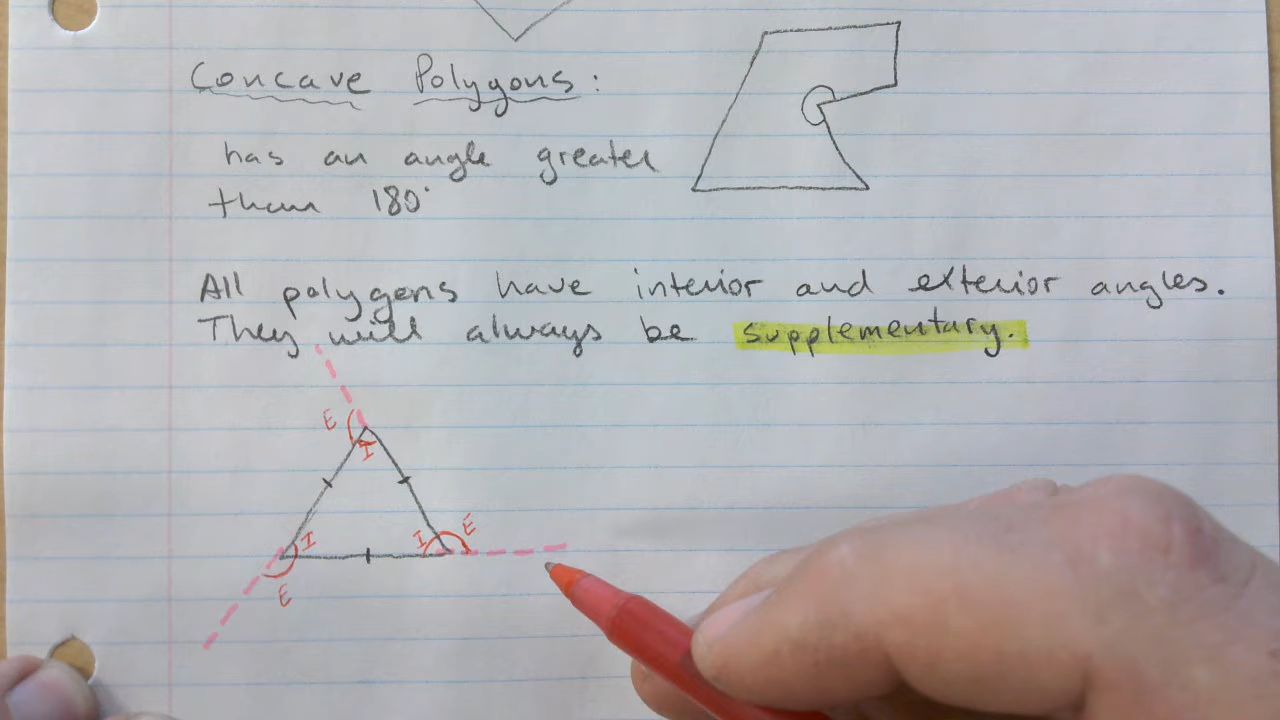 Concave Polygons:
has an angle greater
than 180°
All polygons have interior and exterior angles.
They will always be supplementary.
E
I
I
I
E
E